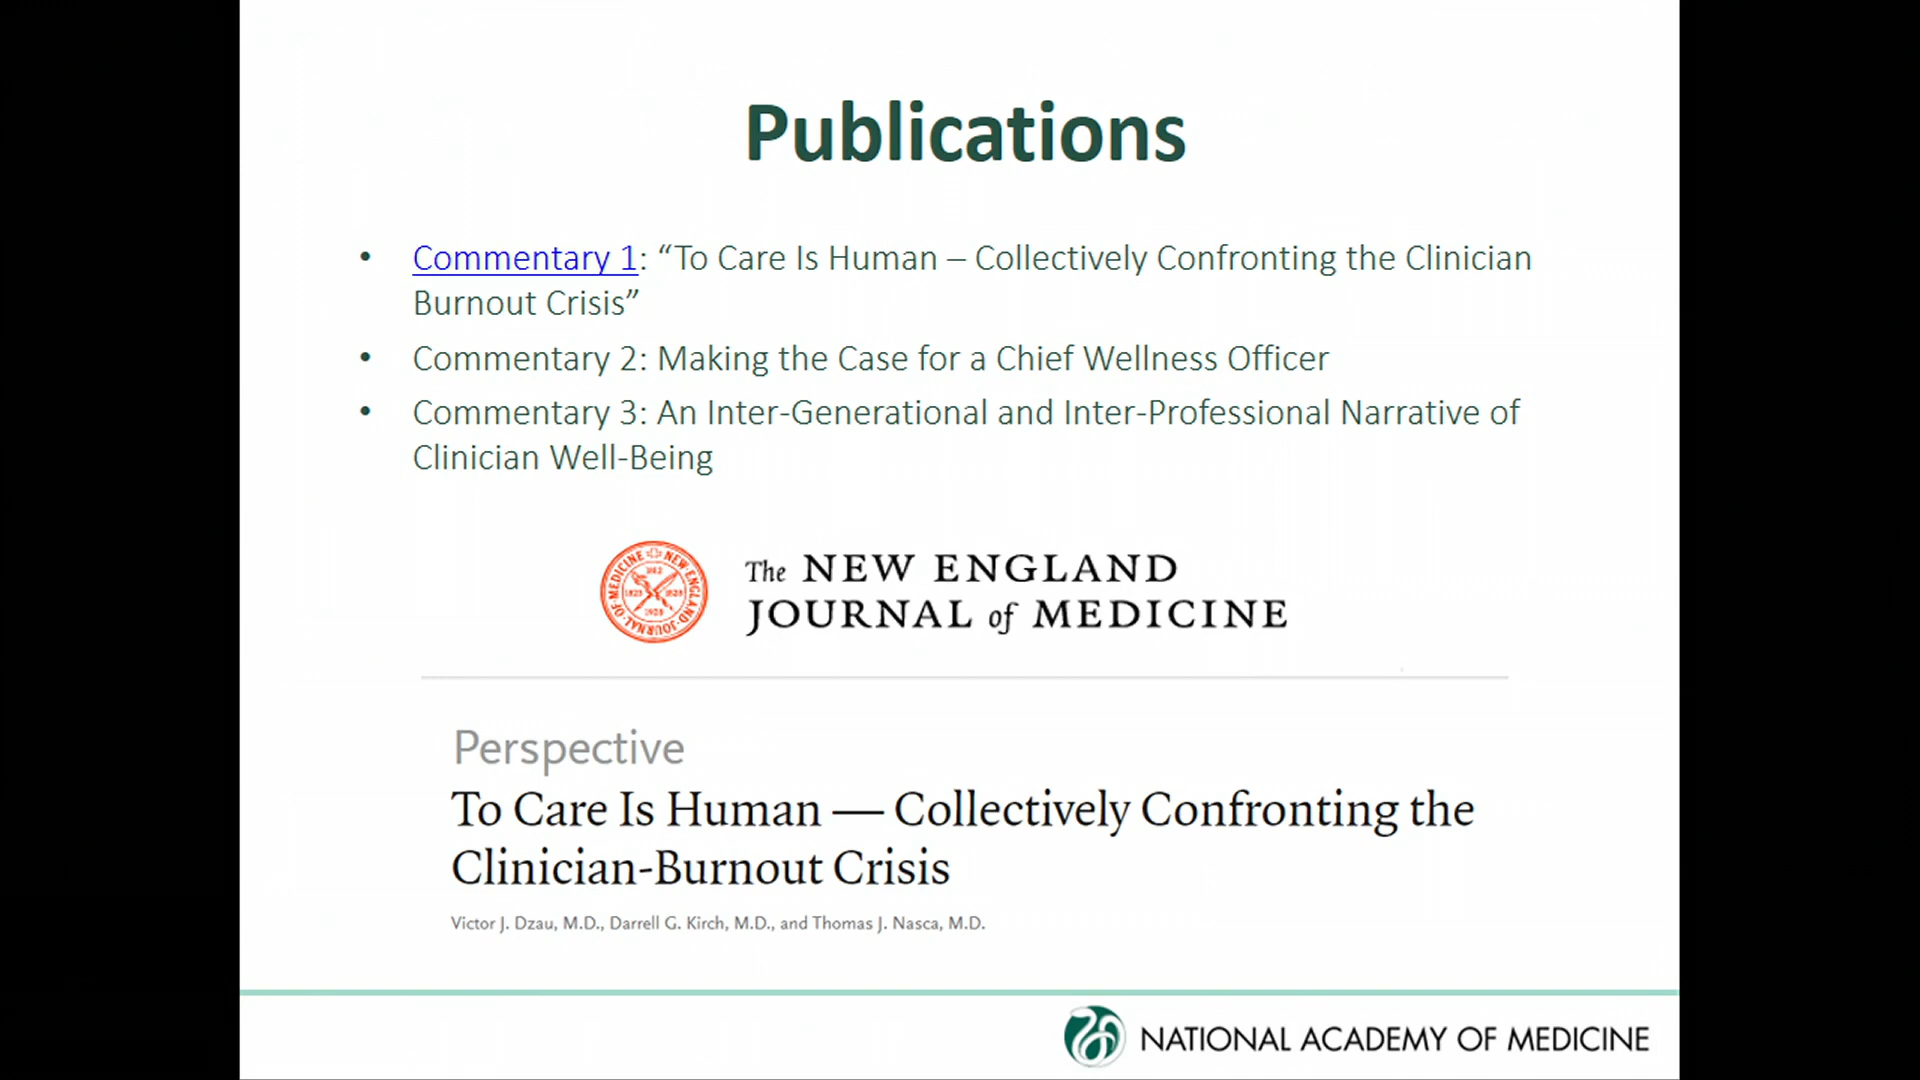 Publications
• Commentary 1: “To Care Is Human – Collectively Confronting the Clinician
Burnout Crisis”
• Commentary 2: Making the Case for a Chief Wellness Officer
• Commentary 3: An Inter-Generational and Inter-Professional Narrative of
Clinician Well-Being
The NEW ENGLAND
JOURNAL of MEDICINE
Perspective
To Care Is Human — Collectively Confronting the
Clinician-Burnout Crisis
Victor J. Dzau, M.D., Darrell G. Kirch, M.D., and Thomas J. Nasca, M.D.
NATIONAL ACADEMY OF MEDICINE